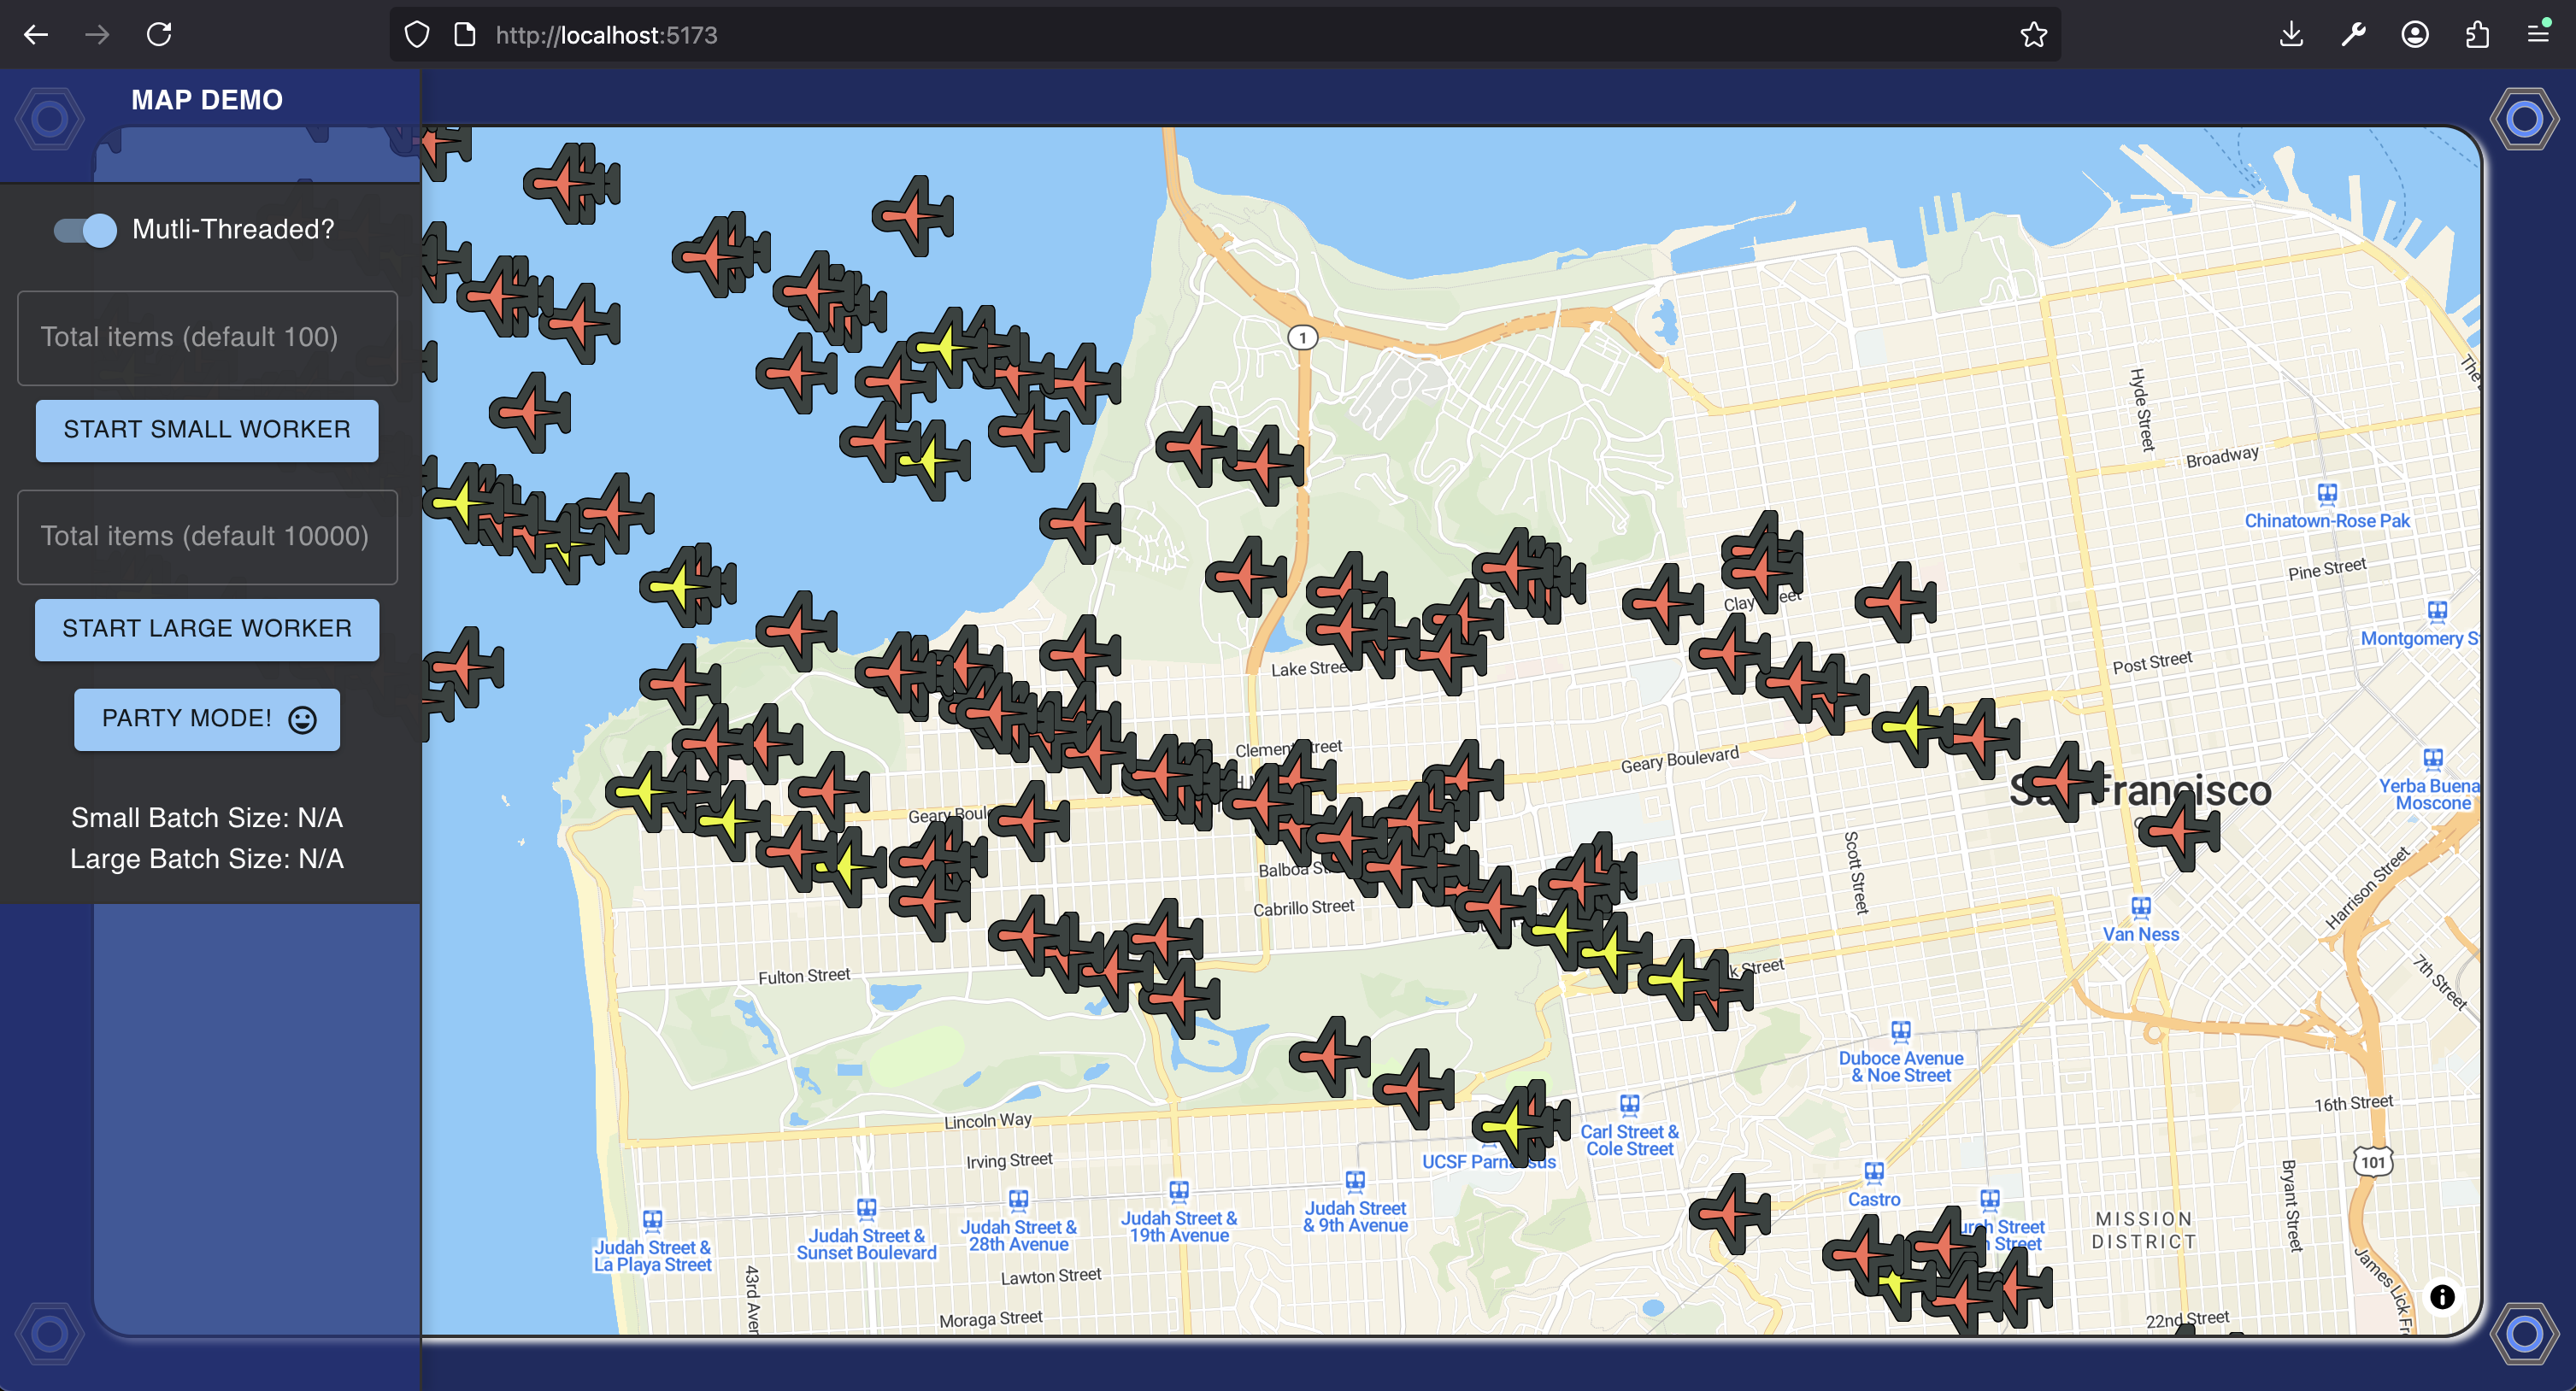 http://localhost:5173
MAP DEMO
Mutli-Threaded?
Total items (default 100)
START SMALL WORKER
Total items (default 10000)
START LARGE WORKER
PARTY MODE!
Small Batch Size: N/A
Large Batch Size: N/A
1
Hyde Street
Broadway
Chinatown-Rose Pak
Pine Street
Clay Street
Montgomery S
Lake Street
Post Street
Clement Street
Geary Boulevard
San Francisco
Yerba Buena
Moscone
Geary Boule
Balboa St
Scott Street
Cabrillo Street
Harrison Street
Van Ness
Fulton Street
k Street
7th Street
Duboce Avenue
& Noe Street
16th Street
Lincoln Way
Carl Street &
Cole Street
UCSF Parnassus
Irving Street
101
Bryant Street
Castro
Judah Street
& 9th Avenue
Judah Street &
19th Avenue
Judah Street &
28th Avenue
Judah Street &
Sunset Boulevard
Judah Street &
La Playa Street
urch Street
Street
MISSION
DISTRICT
Lawton Street
43rd Aven
James Lick Fr
Moraga Street
22nd Street